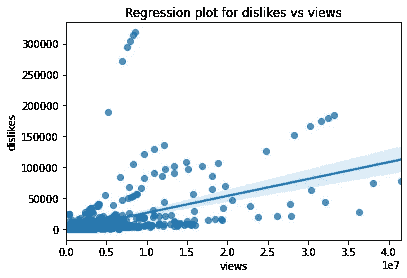 Regression plot for dislikes vs views
300000
250000
200000
150000
100000
50000
0
dislikes
0.0 0.5 1.0 1.5 2.0 2.5 3.0 3.5 4.0
1e7
views